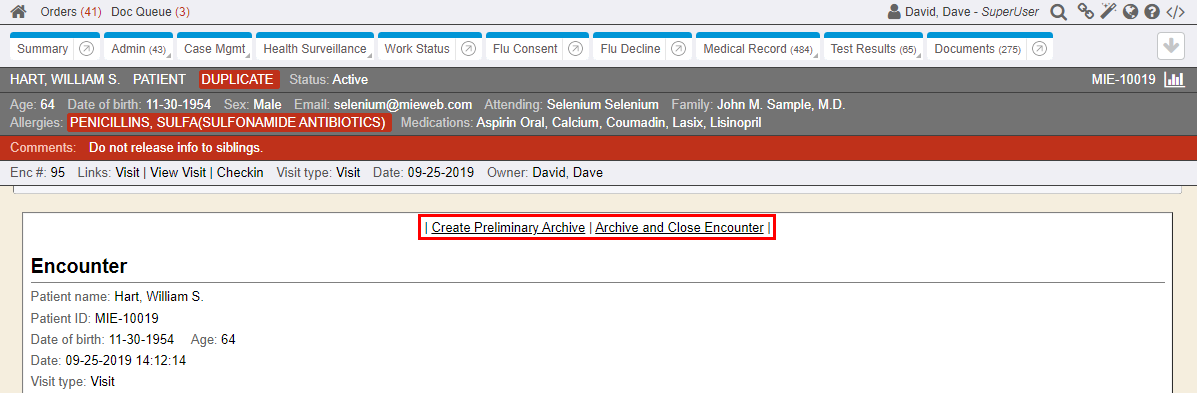 Orders (41) Doc Queue (3) David, Dave - SuperUser
Summary Admin (43) Case Mgmt Health Surveillance Work Status Flu Consent Flu Decline Medical Record (484) Test Results (65) Documents (275)
HART, WILLIAM S. PATIENT DUPLICATE Status: Active MIE-10019
Age: 64 Date of birth: 11-30-1954 Sex: Male Email: selenium@mieweb.com Attending: Selenium Selenium Family: John M. Sample, M.D.
Allergies: PENICILLINS, SULFA(SULFONAMIDE ANTIBIOTICS) Medications: Aspirin Oral, Calcium, Coumadin, Lasix, Lisinopril
Comments: Do not release info to siblings.
Enc #: 95 Links: Visit | View Visit | Checkin Visit type: Visit Date: 09-25-2019 Owner: David, Dave
| Create Preliminary Archive | Archive and Close Encounter |
Encounter
Patient name: Hart, William S.
Patient ID: MIE-10019
Date of birth: 11-30-1954 Age: 64
Date: 09-25-2019 14:12:14
Visit type: Visit